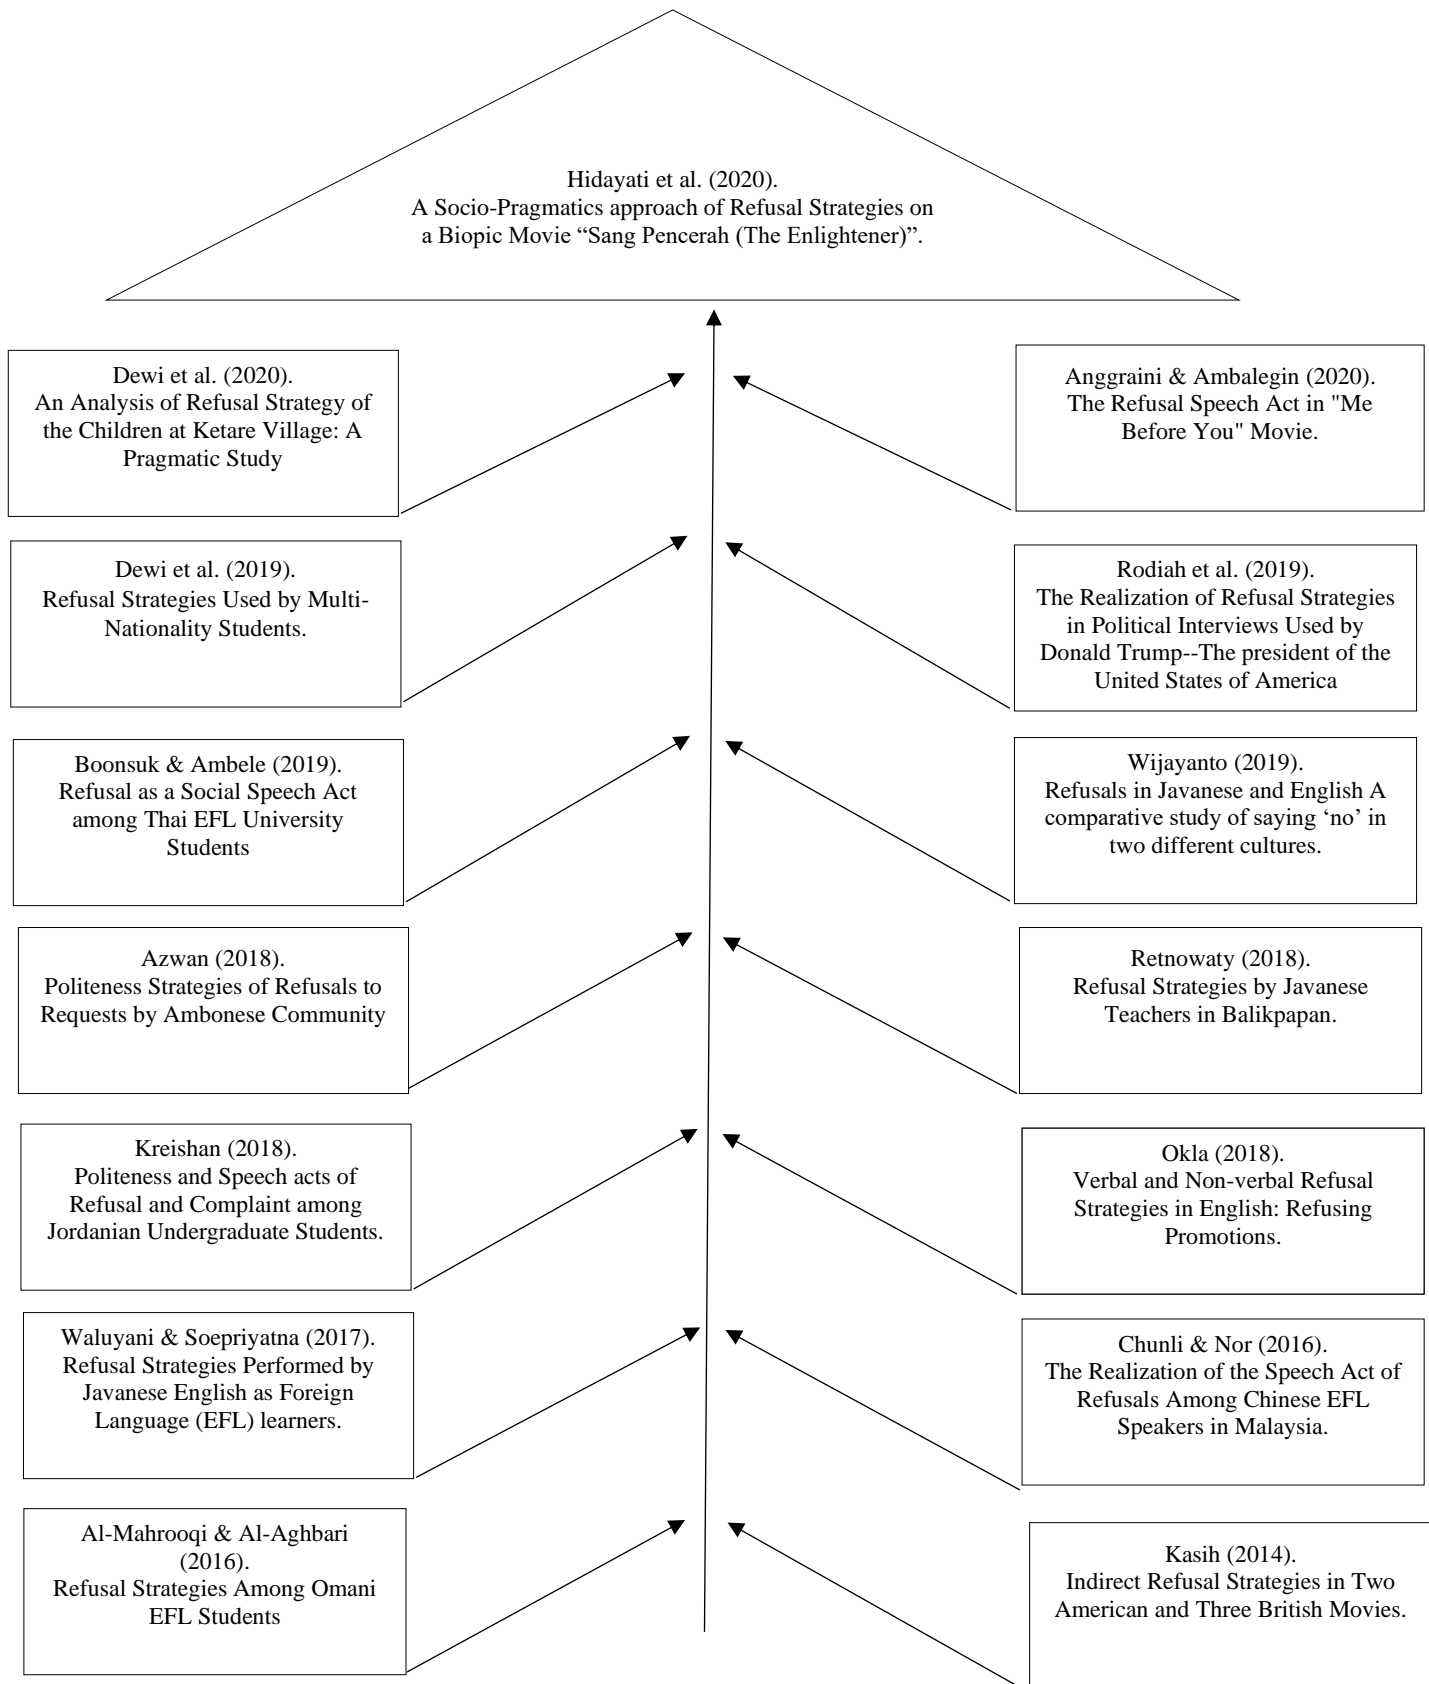 Hidayati et al. (2020).
A Socio-Pragmatics approach of Refusal Strategies on
a Biopic Movie “Sang Pencerah (The Enlightener)”.
Dewi et al. (2020).
An Analysis of Refusal Strategy of
the Children at Ketare Village: A
Pragmatic Study
Anggraini & Ambalegin (2020).
The Refusal Speech Act in "Me
Before You" Movie.
Dewi et al. (2019).
Refusal Strategies Used by Multi-
Nationality Students.
Rodiah et al. (2019).
The Realization of Refusal Strategies
in Political Interviews Used by
Donald Trump--The president of the
United States of America
Boonsuk & Ambele (2019).
Refusal as a Social Speech Act
among Thai EFL University
Students
Wijayanto (2019).
Refusals in Javanese and English A
comparative study of saying ‘no’ in
two different cultures.
Azwan (2018).
Politeness Strategies of Refusals to
Requests by Ambonese Community
Retnowaty (2018).
Refusal Strategies by Javanese
Teachers in Balikpapan.
Kreishan (2018).
Politeness and Speech acts of
Refusal and Complaint among
Jordanian Undergraduate Students.
Okla (2018).
Verbal and Non-verbal Refusal
Strategies in English: Refusing
Promotions.
Waluyani & Soepriyatna (2017).
Refusal Strategies Performed by
Javanese English as Foreign
Language (EFL) learners.
Chunli & Nor (2016).
The Realization of the Speech Act of
Refusals Among Chinese EFL
Speakers in Malaysia.
Al-Mahrooqi & Al-Aghbari
(2016).
Refusal Strategies Among Omani
EFL Students
Kasih (2014).
Indirect Refusal Strategies in Two
American and Three British Movies.